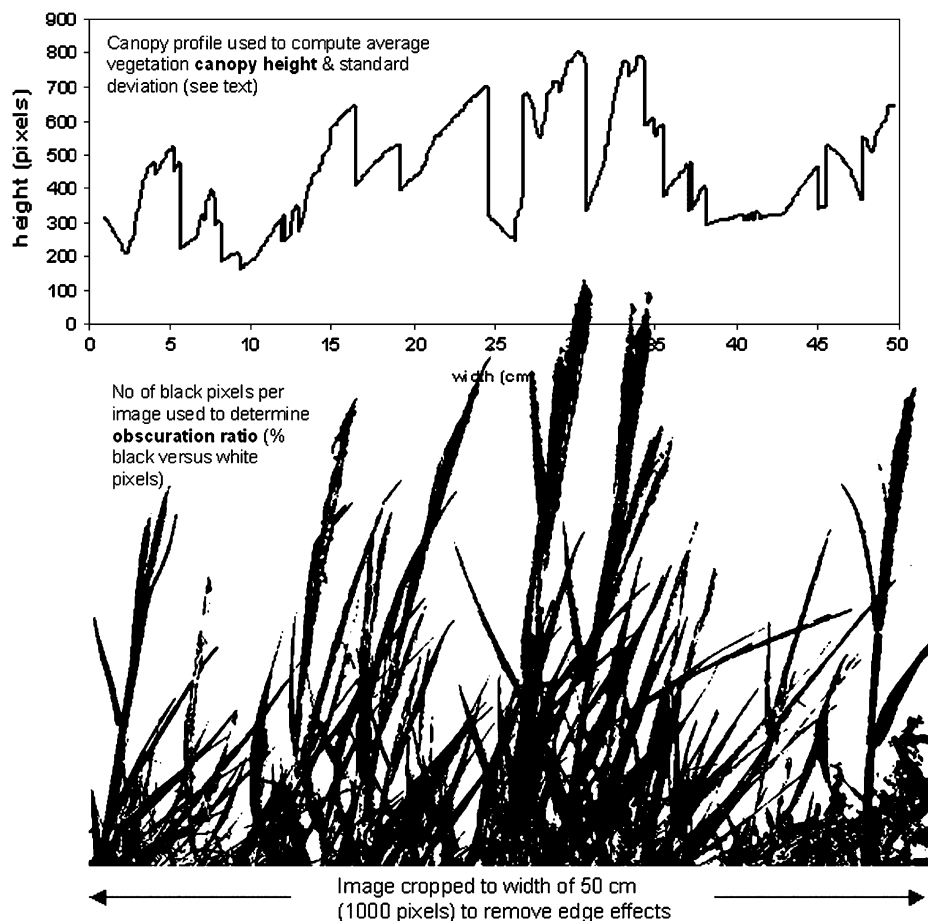 900
800
700
600
500
400
300
200
100
0
height (pixels)
Canopy profile used to compute average
vegetation canopy height & standard
deviation (see text)
0 5 10 15 20 25 30 35 40 45 50
width (cm
No of black pixels per
image used to determine
obscuration ratio (%
black versus white
pixels)
Image cropped to width of 50 cm
(1000 pixels) to remove edge effects